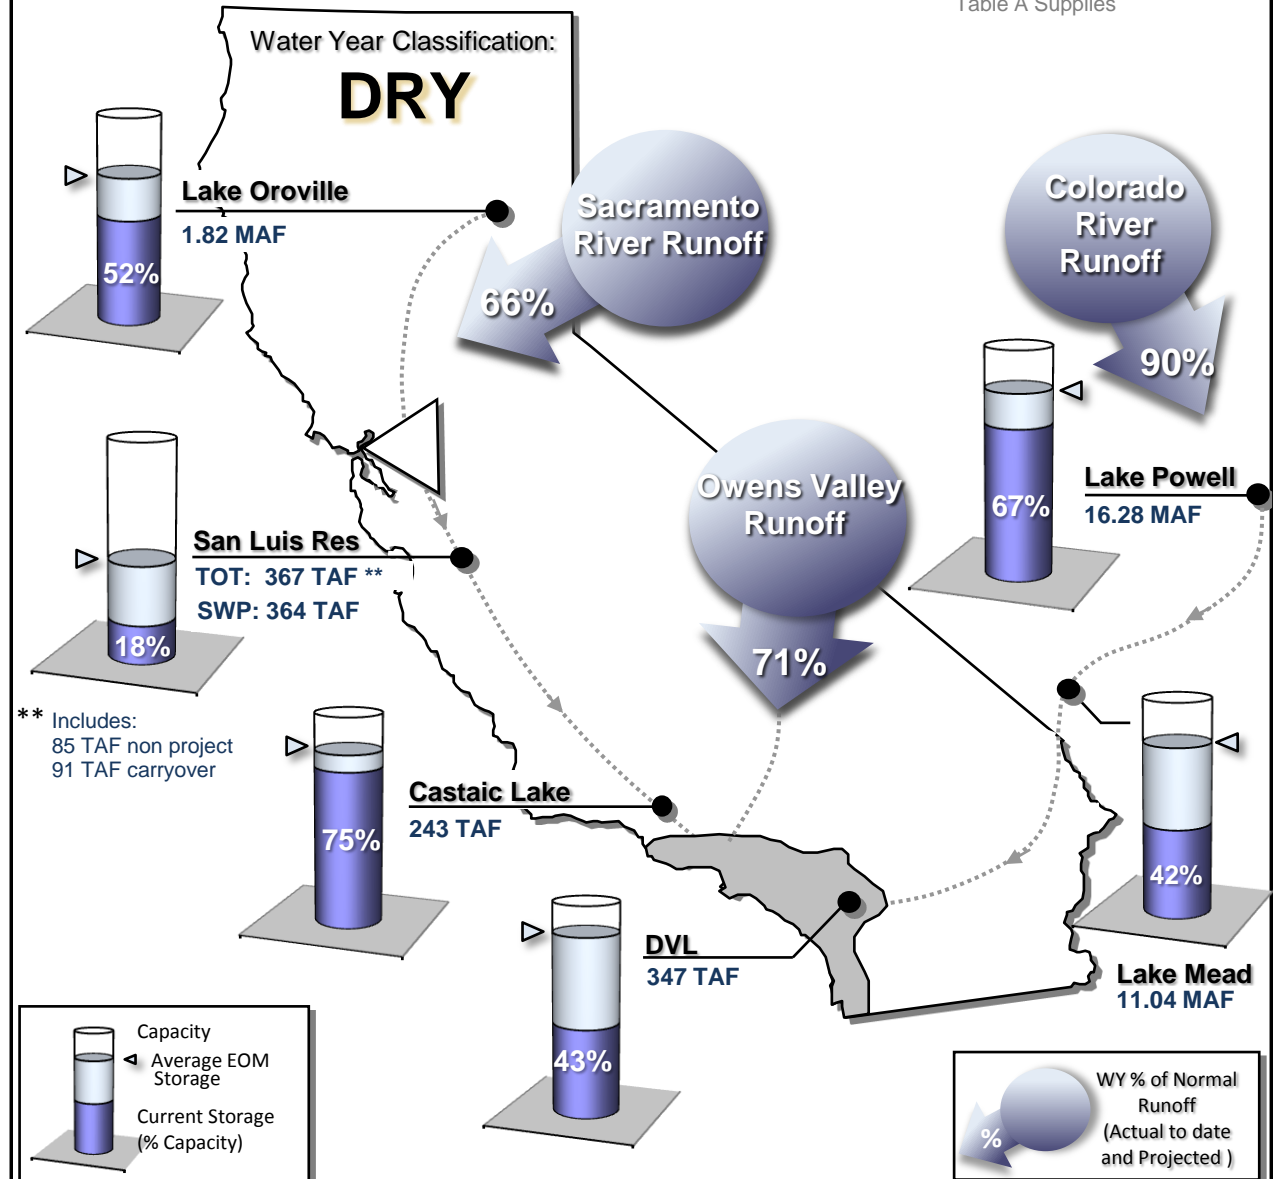 Table A Supplies
Water Year Classification:
DRY
Lake Oroville
1.82 MAF
52%
Sacramento
River Runoff
66%
Colorado
River
Runoff
90%
San Luis Res
TOT:  367 TAF **
SWP: 364 TAF
18%
** Includes:
85 TAF non project
91 TAF carryover
Owens Valley
Runoff
71%
Lake Powell
16.28 MAF
67%
Castaic Lake
243 TAF
75%
DVL
347 TAF
43%
42%
Lake Mead
11.04 MAF
Capacity
Average EOM
Storage
Current Storage
(% Capacity)
%
WY % of Normal
Runoff
(Actual to date
and Projected )